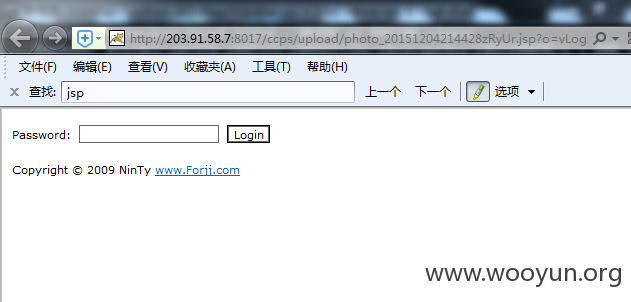 http://203.91.58.7:8017/ccps/upload/photo_20151204214428zRyUr.jsp?o=vLog
文件(F) 编辑(E) 查看(V) 收藏夹(A) 工具(T) 帮助(H)
查找: jsp 上一个 下一个 选项
Password: Login
Copyright © 2009 NinTy www.Forjj.com
www.wooyun.org